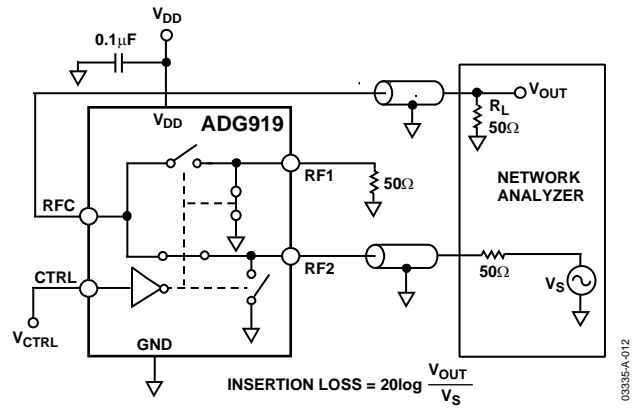 VDD
0.1µF
VDD
ADG919
VOUT
RL
50Ω
RF1
50Ω
NETWORK
ANALYZER
RFC
RF2
50Ω
VS
CTRL
VCTRL
GND
INSERTION LOSS = 20log VOUT
VS
03335-A-012